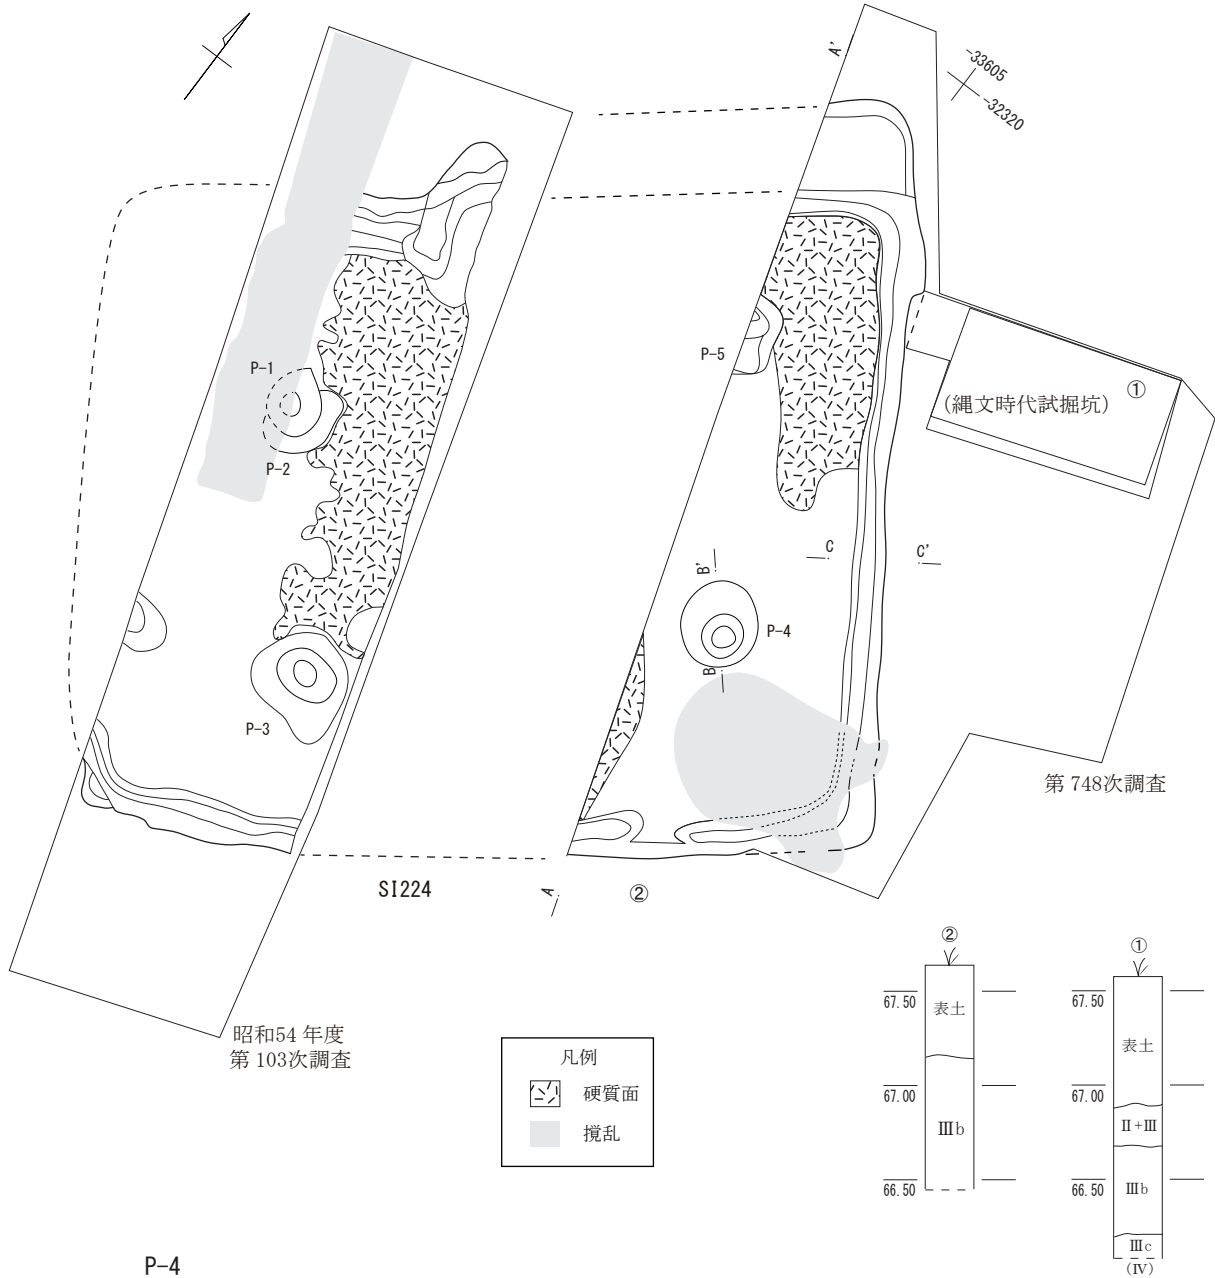 A'
-33605
-32320
P-1
P-2
P-5
(縄文時代試掘坑)
①
C
C'
B'
P-4
B
P-3
第 748次調査
SI224
A
②
昭和54 年度
第 103次調査
凡例
硬質面
撹乱
②
67.50
表土
67.00
Ⅲb
66.50
①
67.50
表土
67.00
Ⅱ+Ⅲ
66.50
Ⅲb
Ⅲc
(Ⅳ)
P-4